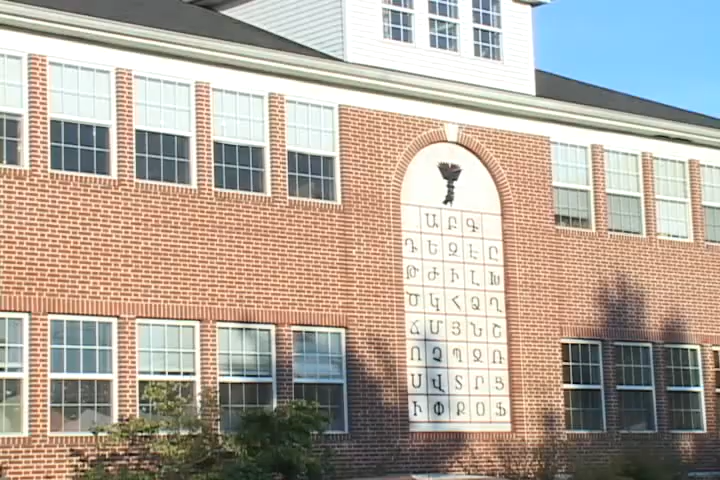 Ա Բ Գ
Դ Ե Զ Է Ը
Թ Ժ Ի Լ Խ
Ծ Կ Հ Ձ Ղ
Ճ Մ Յ Ն Շ
Ո Չ Պ Ջ Ռ
Ս Վ Տ Ր Ց
Ւ Փ Ք Օ Ֆ